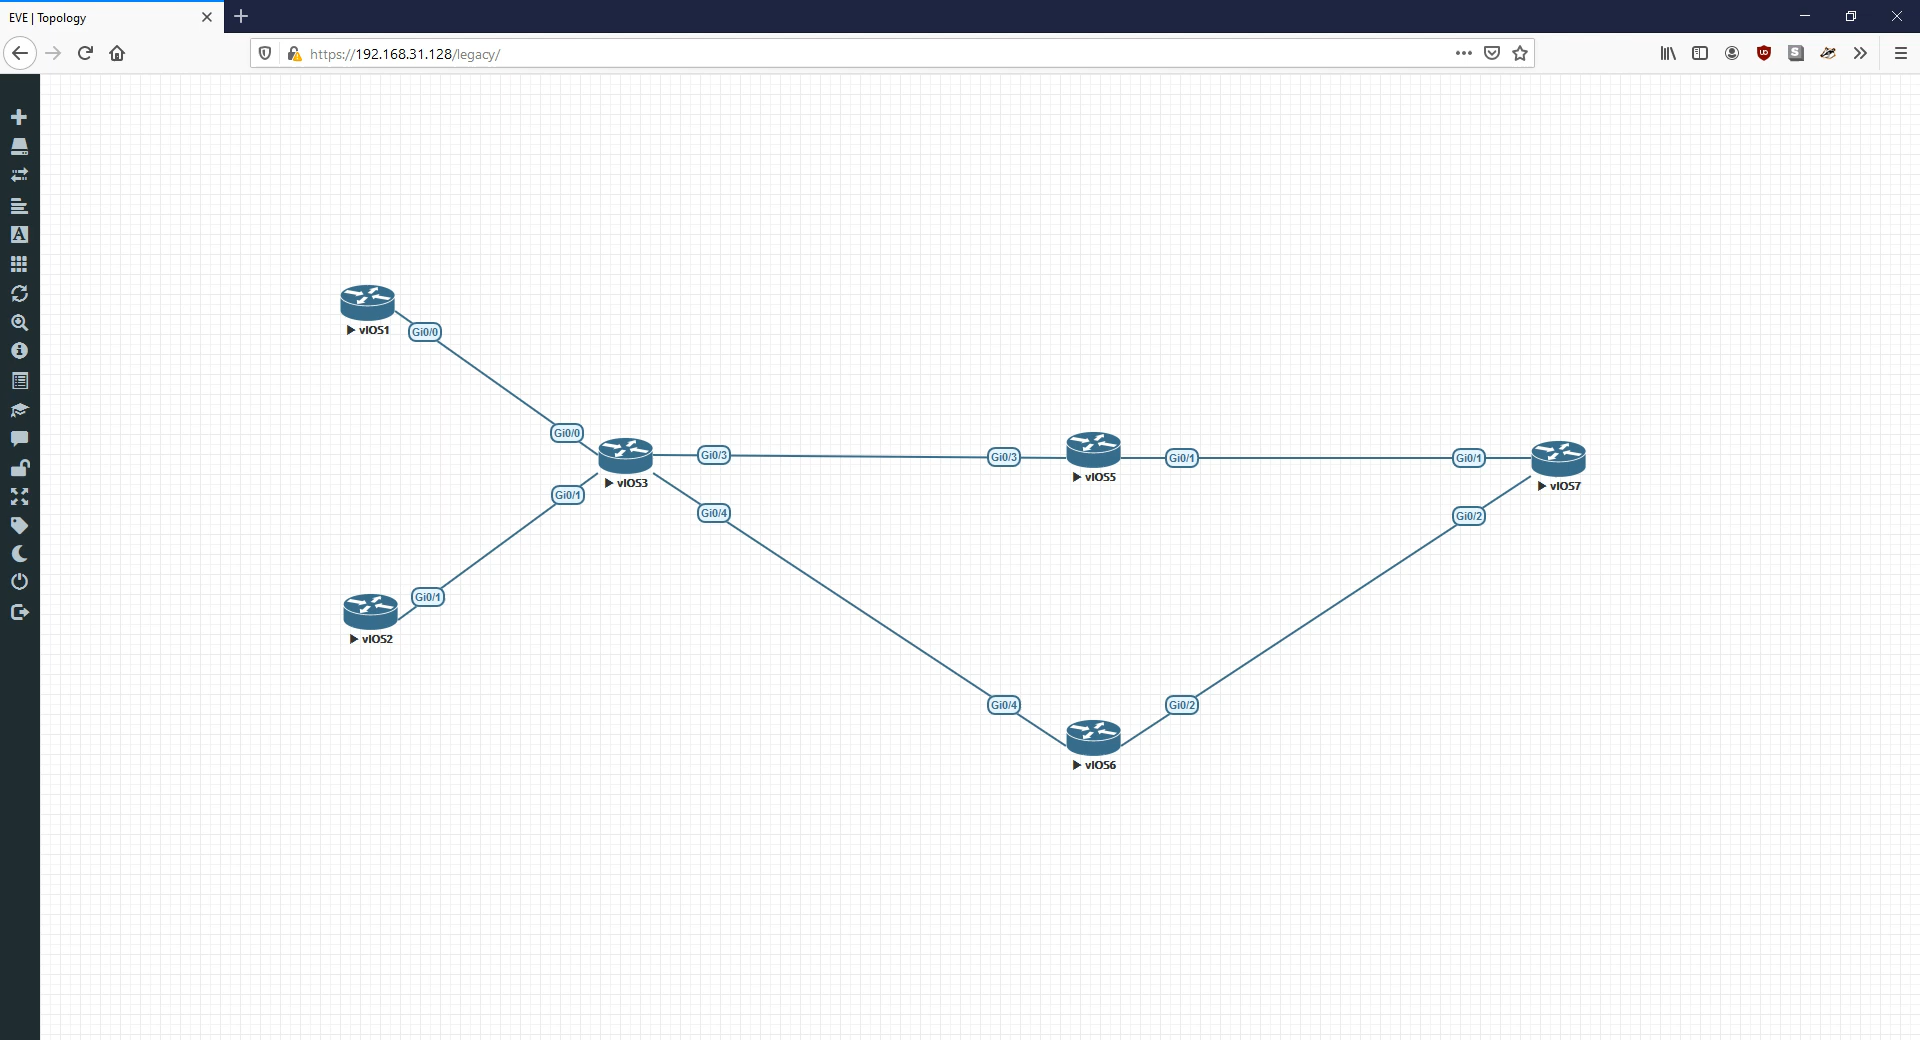 EVE | Topology
https://192.168.31.128/legacy/
vIOS1
Gi0/0
Gi0/0
vIOS3
Gi0/3
Gi0/3
vIOS5
Gi0/1
Gi0/1
vIOS7
Gi0/1
Gi0/4
Gi0/2
Gi0/1
vIOS2
Gi0/4
Gi0/2
vIOS6